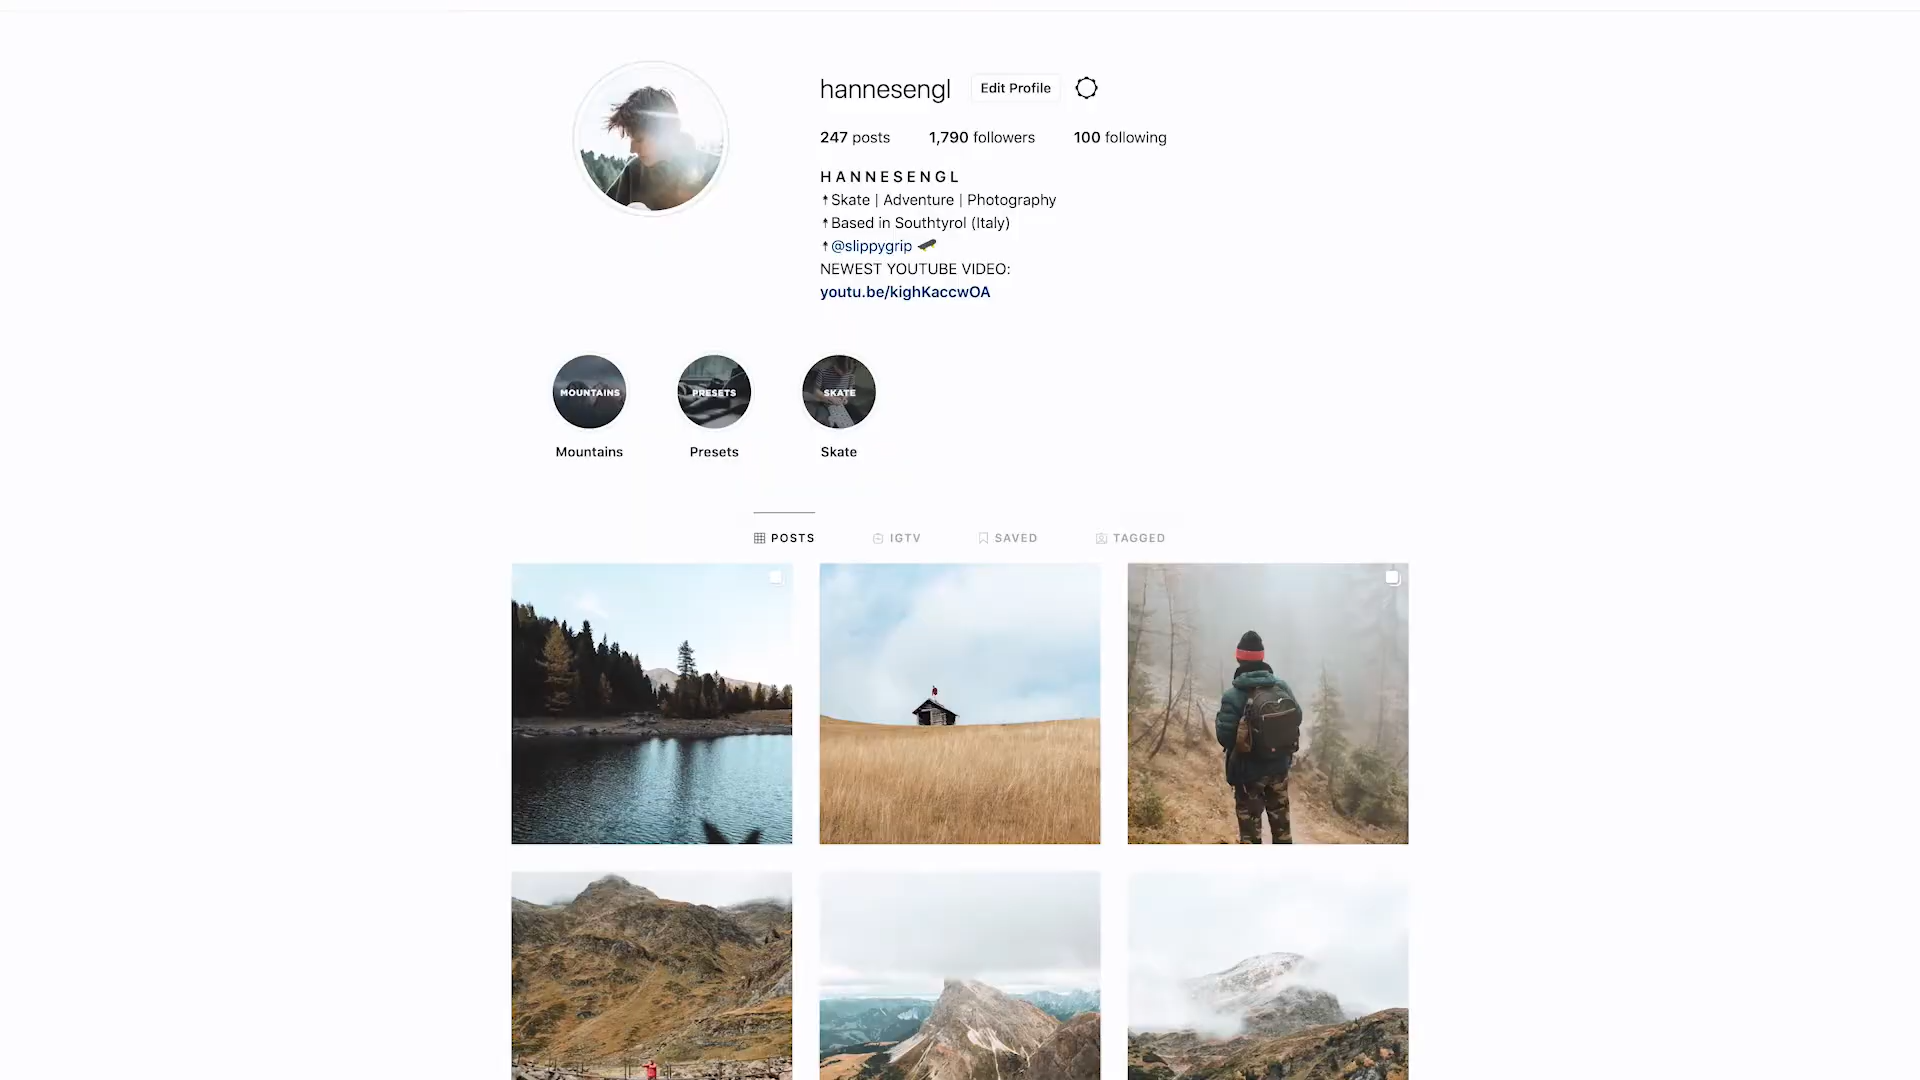 hannesengl Edit Profile
247 posts 1,790 followers 100 following
H A N N E S E N G L
Skate | Adventure | Photography
Based in Southtyrol (Italy)
@slippygrip
NEWEST YOUTUBE VIDEO:
youtu.be/kighKaccwOA
MOUNTAINS PRESETS SKATE
Mountains Presets Skate
POSTS IGTV SAVED TAGGED